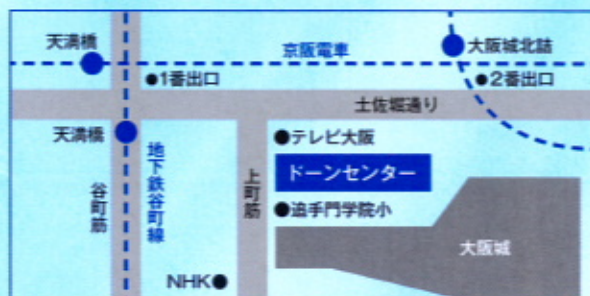 天満橋
京阪電車
大阪城北詰
●1番出口
●2番出口
土佐堀通り
天満橋
●テレビ大阪
ドーンセンター
地下鉄谷町線
谷町筋
上町筋
●追手門学院小
大阪城
NHK●